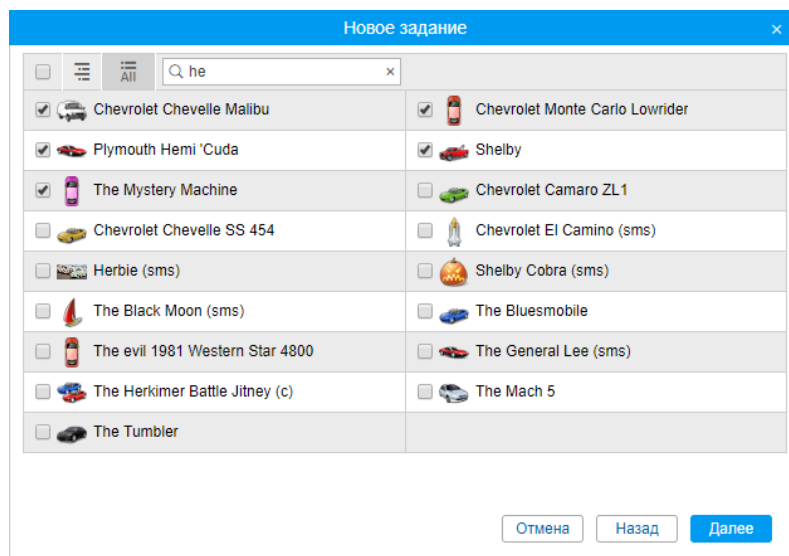 Новое задание ×
All he ×
Chevrolet Chevelle Malibu Chevrolet Monte Carlo Lowrider
Plymouth Hemi 'Cuda Shelby
The Mystery Machine Chevrolet Camaro ZL1
Chevrolet Chevelle SS 454 Chevrolet El Camino (sms)
Herbie (sms) Shelby Cobra (sms)
The Black Moon (sms) The Bluesmobile
The evil 1981 Western Star 4800 The General Lee (sms)
The Herkimer Battle Jitney (c) The Mach 5
The Tumbler
Отмена Назад Далее